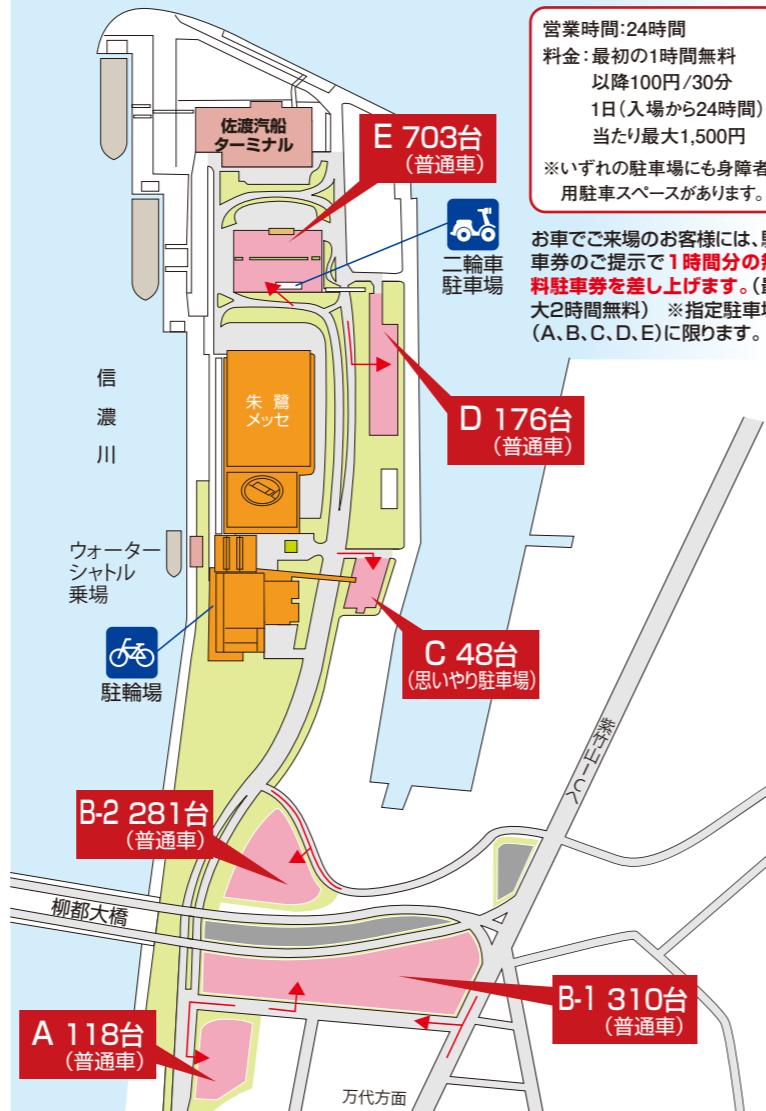 営業時間:24時間
料金:最初の1時間無料
以降100円/30分
1日(入場から24時間)
当たり最大1,500円
※いずれの駐車場にも身障者
用駐車スペースがあります。
お車でご来場のお客様には、駐
車券のご提示で1時間分の無
料駐車券を差し上げます。(最
大2時間無料) ※指定駐車場
(A、B、C、D、E)に限ります。
佐渡汽船
ターミナル
E 703台
(普通車)
二輪車
駐車場
信濃川
朱鷺
メッセ
D 176台
(普通車)
ウォーター
シャトル
乗場
駐輪場
C 48台
(思いやり駐車場)
紫竹山ICへ
B-2 281台
(普通車)
柳都大橋
B-1 310台
(普通車)
A 118台
(普通車)
万代方面